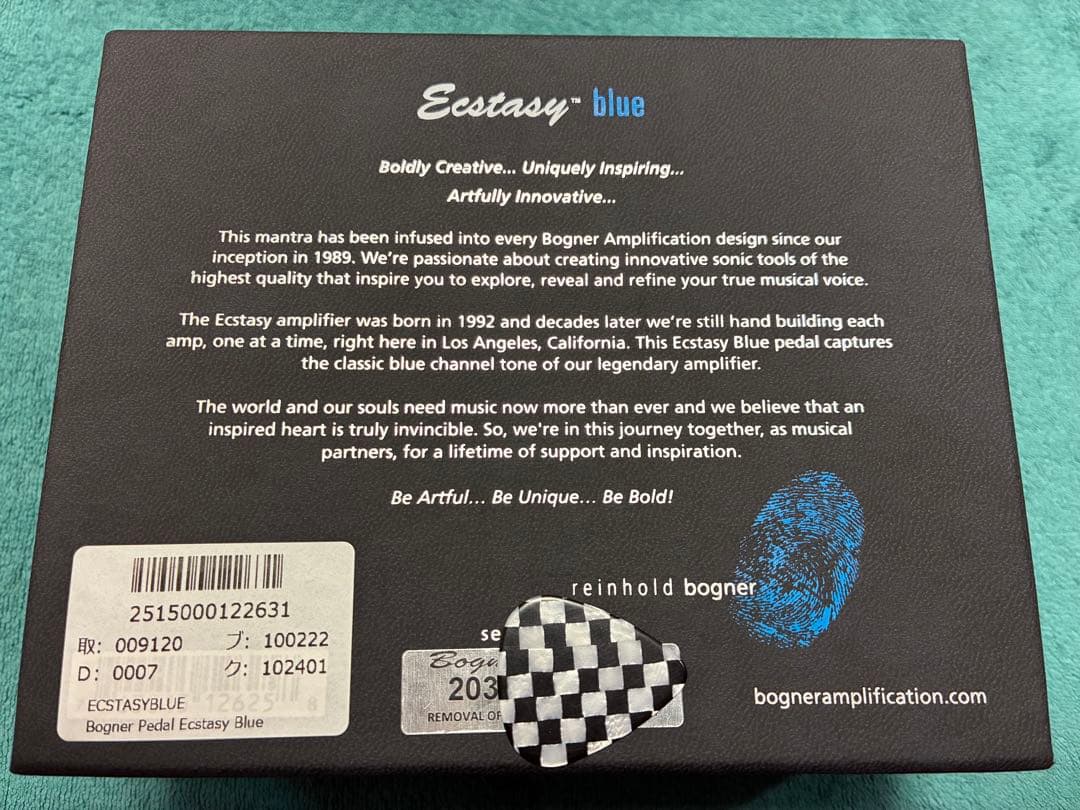 Ecstasy™ blue
Boldly Creative... Uniquely Inspiring...
Artfully Innovative...
This mantra has been infused into every Bogner Amplification design since our
inception in 1989. We're passionate about creating innovative sonic tools of the
highest quality that inspire you to explore, reveal and refine your true musical voice.
The Ecstasy amplifier was born in 1992 and decades later we're still hand building each
amp, one at a time, right here in Los Angeles, California. This Ecstasy Blue pedal captures
the classic blue channel tone of our legendary amplifier.
The world and our souls need music now more than ever and we believe that an
inspired heart is truly invincible. So, we're in this journey together, as musical
partners, for a lifetime of support and inspiration.
Be Artful... Be Unique... Be Bold!
reinhold bogner
2515000122631
取: 009120 ブ: 100222
D: 0007 ク: 102401
ECSTASYBLUE
Bogner Pedal Ecstasy Blue
se
203
REMOVAL OF
bogneramplification.com